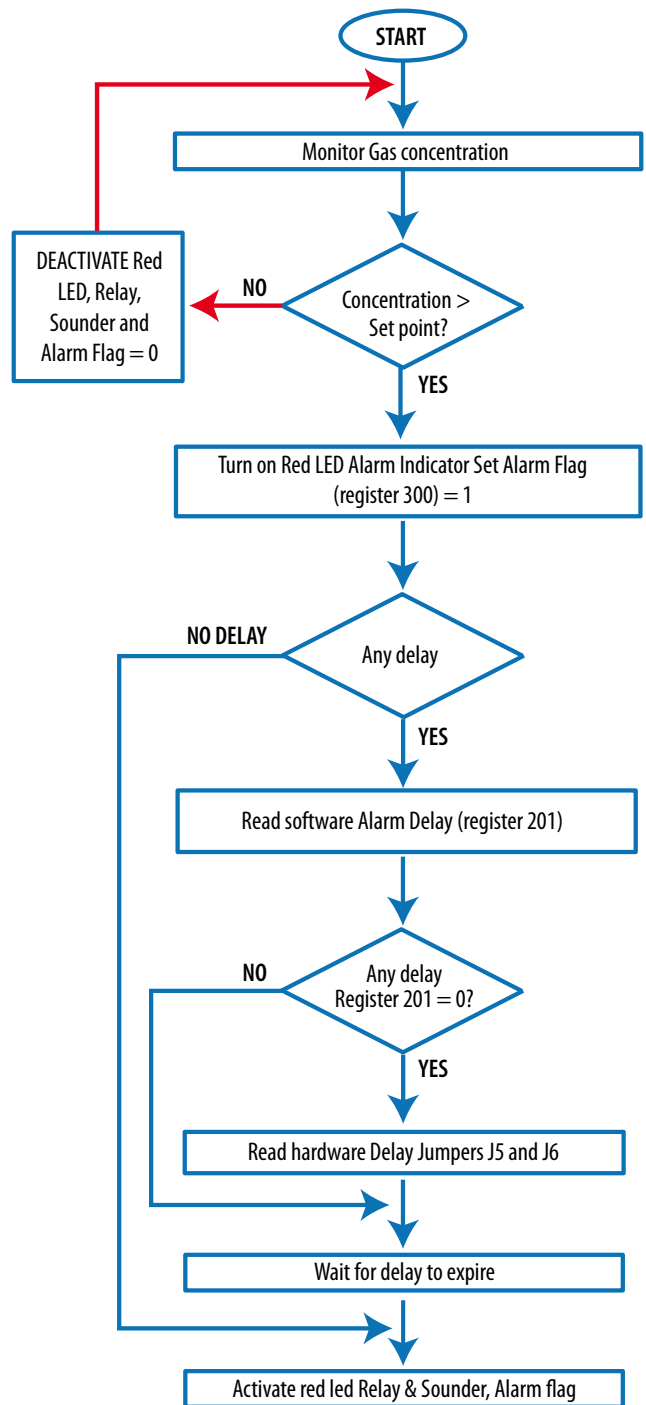 START
Monitor Gas concentration
DEACTIVATE Red
LED, Relay,
Sounder and
Alarm Flag = 0
NO
Concentration >
Set point?
YES
Turn on Red LED Alarm Indicator Set Alarm Flag
(register 300) = 1
NO DELAY
Any delay
YES
Read software Alarm Delay (register 201)
NO
Any delay
Register 201 = 0?
YES
Read hardware Delay Jumpers J5 and J6
Wait for delay to expire
Activate red led Relay & Sounder, Alarm flag